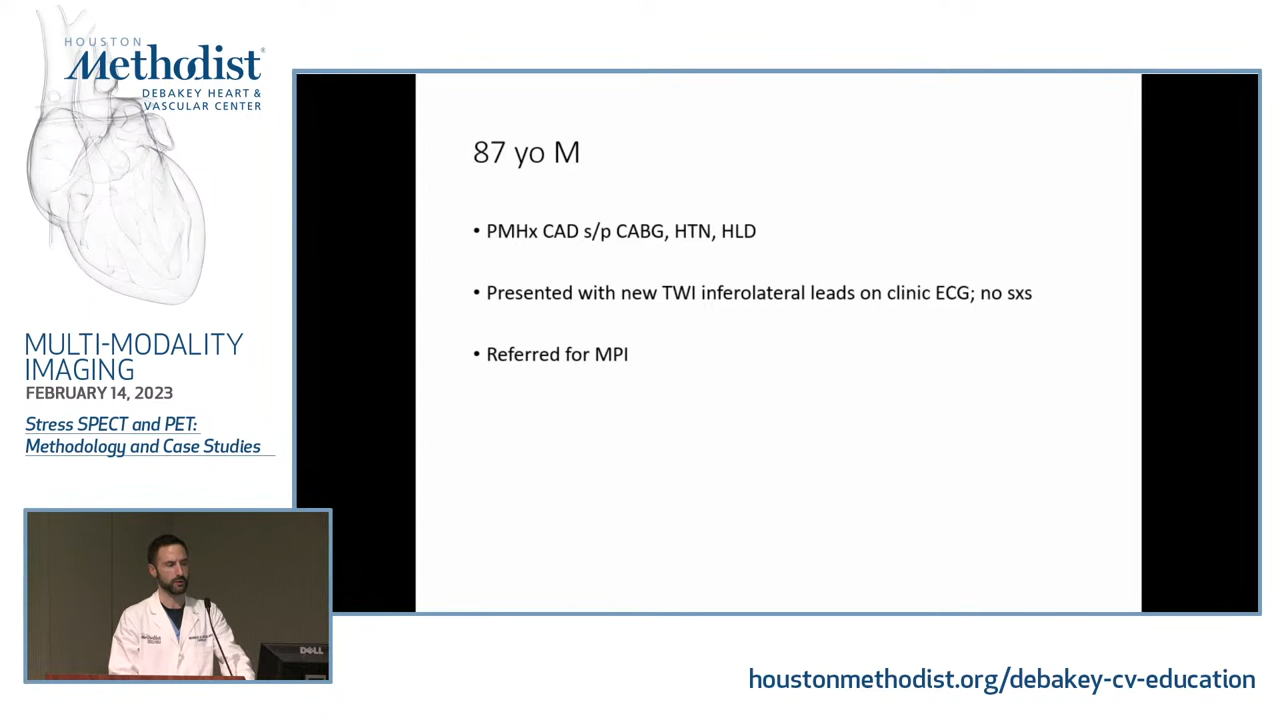 HOUSTON
Methodist®
DEBAKEY HEART &
VASCULAR CENTER
MULTI-MODALITY
IMAGING
FEBRUARY 14, 2023
Stress SPECT and PET:
Methodology and Case Studies
87 yo M
• PMHx CAD s/p CABG, HTN, HLD
• Presented with new TWI inferolateral leads on clinic ECG; no sxs
• Referred for MPI
Methodist
DELL
houstonmethodist.org/debakey-cv-education